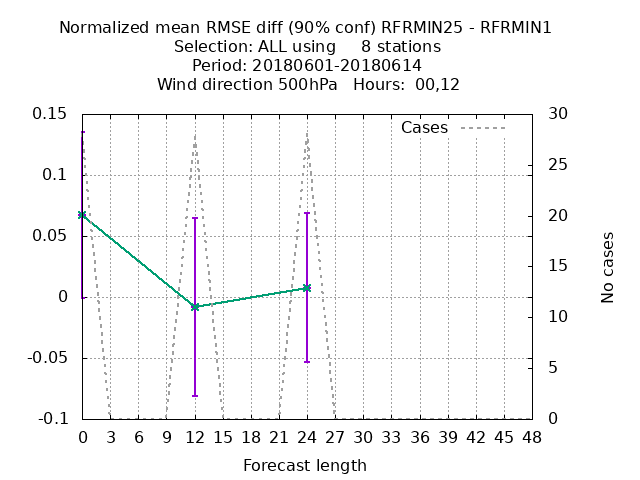 Normalized mean RMSE diff (90% conf) RFRMIN25 - RFRMIN1
Selection: ALL using     8 stations
Period: 20180601-20180614
Wind direction 500hPa   Hours:  00,12
Cases
0.15
0.1
0.05
0
-0.05
-0.1
30
25
20
15
10
5
0
No cases
0 3 6 9 12 15 18 21 24 27 30 33 36 39 42 45 48
Forecast length